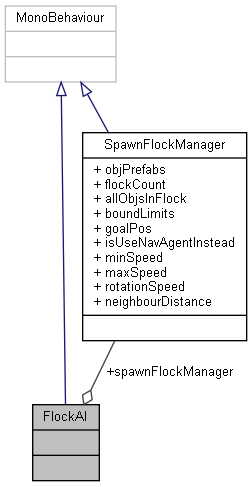 MonoBehaviour
SpawnFlockManager
+ objPrefabs
+ flockCount
+ allObjsInFlock
+ boundLimits
+ goalPos
+ isUseNavAgentInstead
+ minSpeed
+ maxSpeed
+ rotationSpeed
+ neighbourDistance
+spawnFlockManager
FlockAI